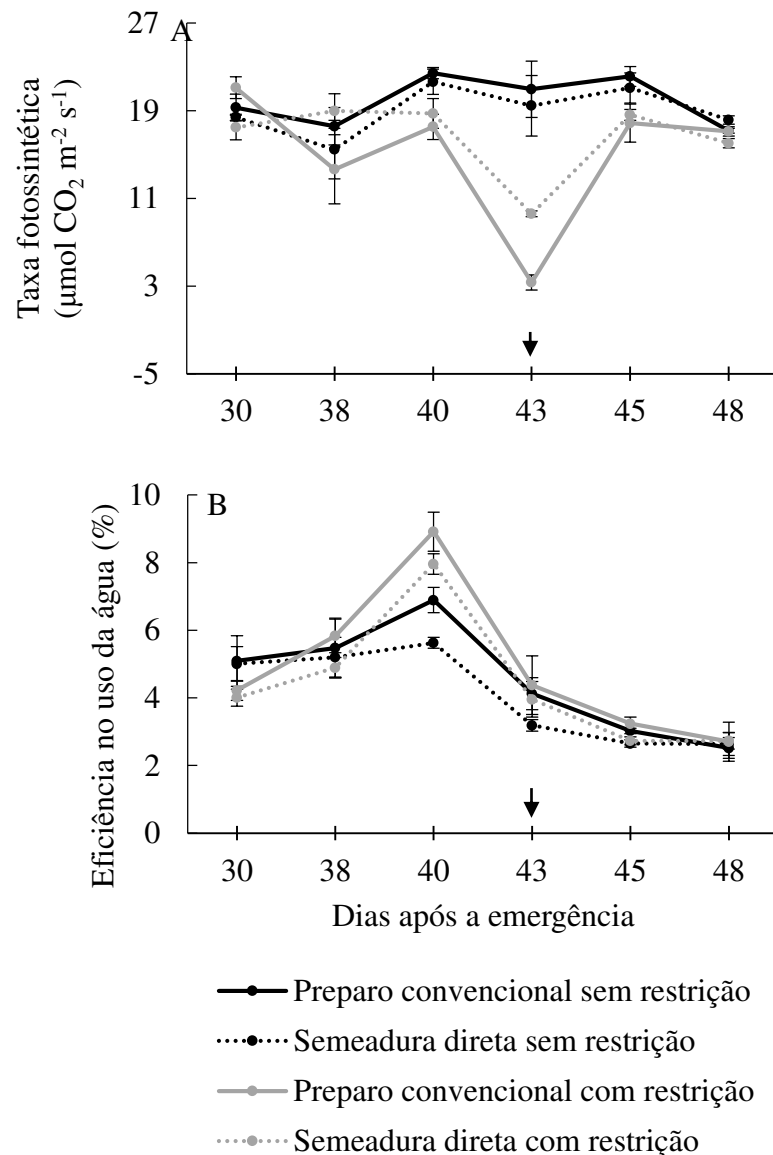 A
Taxa fotossintética
(μmol CO₂ m⁻² s⁻¹)
27
19
11
3
-5
30 38 40 43 45 48
B
Eficiência no uso da água (%)
10
8
6
4
2
0
30 38 40 43 45 48
Dias após a emergência
Preparo convencional sem restrição
Semeadura direta sem restrição
Preparo convencional com restrição
Semeadura direta com restrição